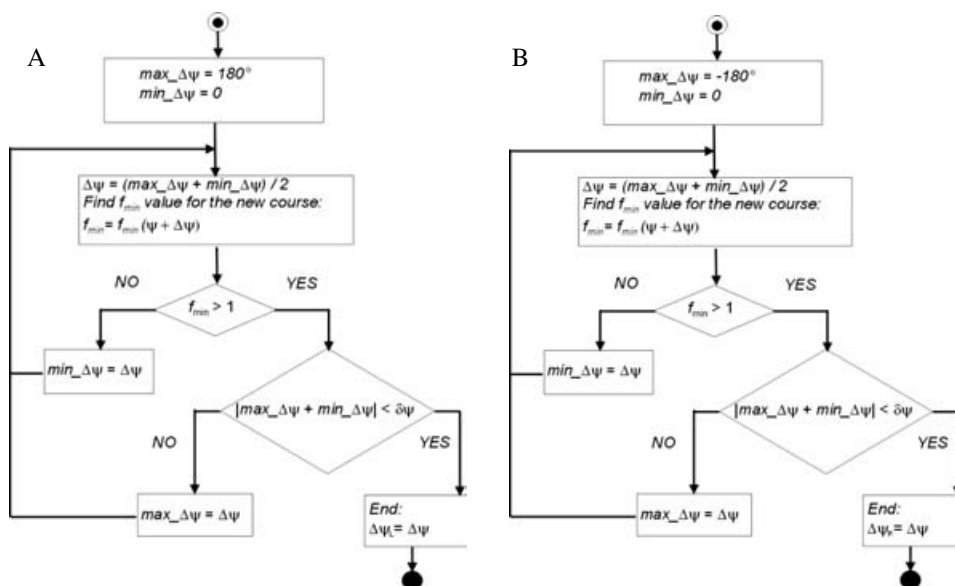 A
max_Δψ = 180°
min_Δψ = 0
Δψ = (max_Δψ + min_Δψ) / 2
Find fmin value for the new course:
fmin = fmin (ψ + Δψ)
NO
YES
fmin > 1
min_Δψ = Δψ
|max_Δψ + min_Δψ| < δψ
NO
YES
max_Δψ = Δψ
End:
ΔψL = Δψ
B
max_Δψ = -180°
min_Δψ = 0
Δψ = (max_Δψ + min_Δψ) / 2
Find fmin value for the new course:
fmin = fmin (ψ + Δψ)
NO
YES
fmin > 1
min_Δψ = Δψ
|max_Δψ + min_Δψ| < δψ
NO
YES
max_Δψ = Δψ
End:
ΔψR = Δψ